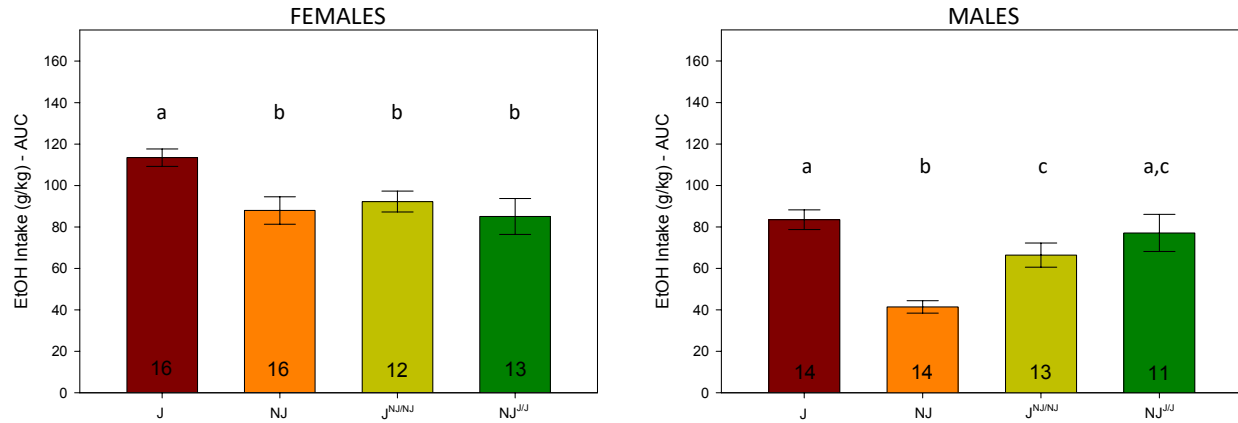 FEMALES
EtOH Intake (g/kg) - AUC
160
140
120
100
80
60
40
20
0
a
b
b
b
16
16
12
13
J
NJ
J^NJ/NJ
NJ^J/J
MALES
EtOH Intake (g/kg) - AUC
160
140
120
100
80
60
40
20
0
a
b
c
a,c
14
14
13
11
J
NJ
J^NJ/NJ
NJ^J/J